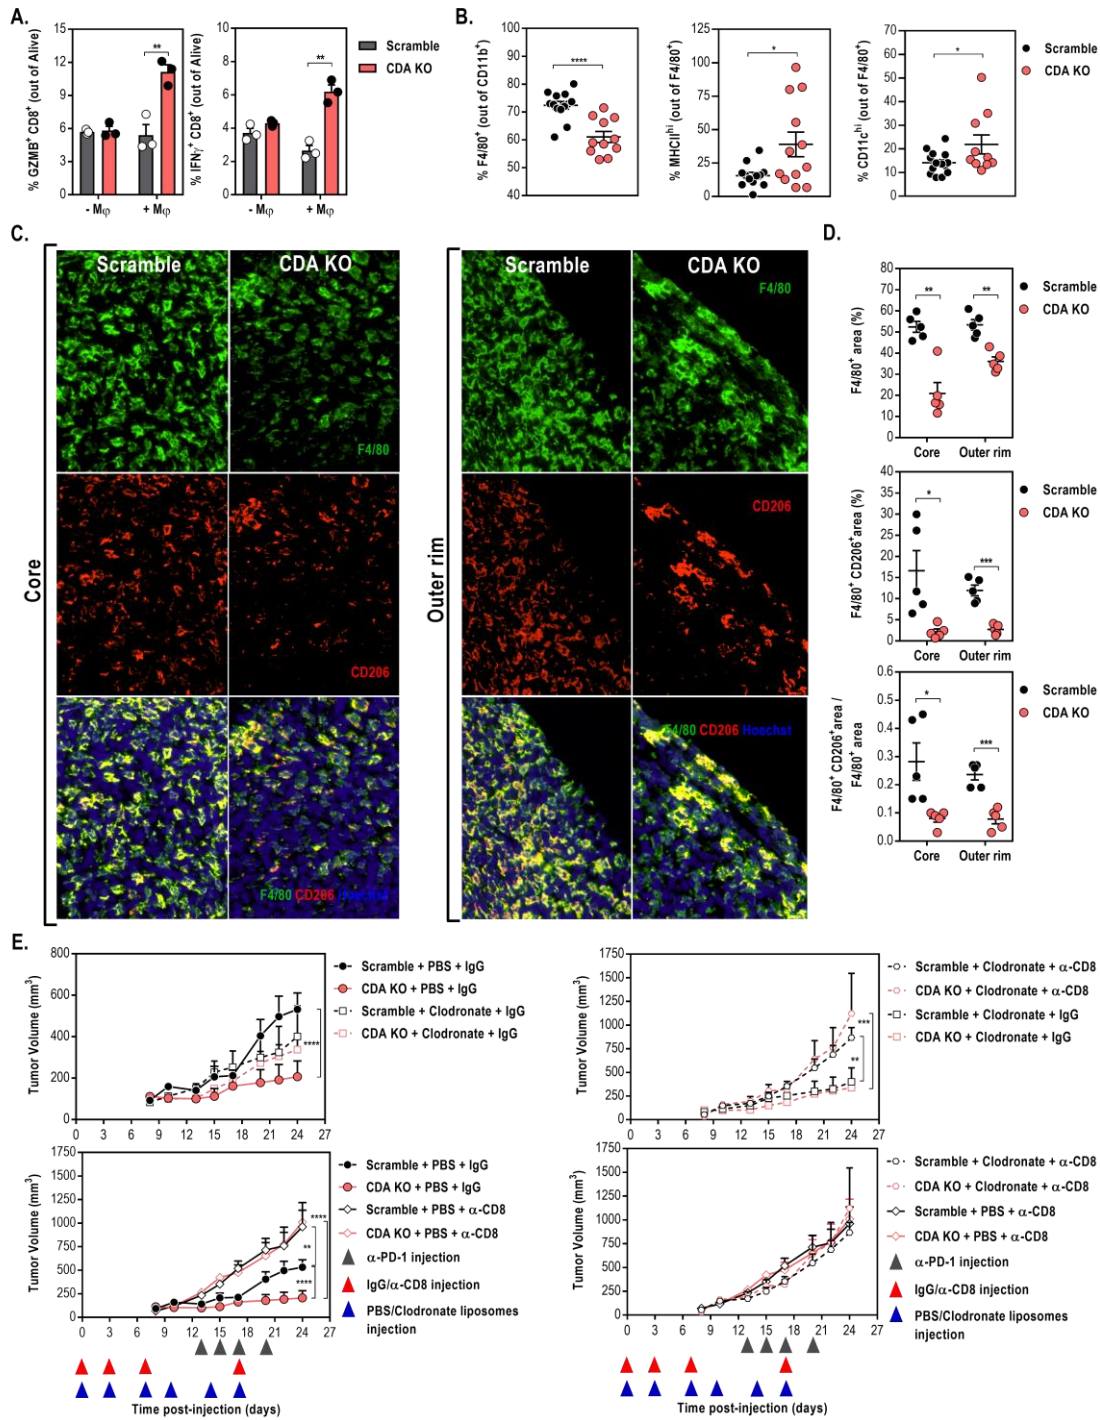 A.
% GZMB+ CD8+ (out of Alive)
15
12
9
6
3
0
**
- Mφ
+ Mφ
% IFNγ+ CD8+ (out of Alive)
10
8
6
4
2
0
**
- Mφ
+ Mφ
Scramble
CDA KO
B.
% F4/80+ (out of CD11b+)
100
90
80
70
60
50
40
****
% MHCIIhi (out of F4/80+)
125
100
75
50
25
0
*
% CD11chi (out of F4/80+)
80
60
40
20
0
*
Scramble
CDA KO
C.
Core
Scramble
CDA KO
F4/80
CD206
F4/80 CD206 Hoechst
Outer rim
Scramble
CDA KO
F4/80
CD206
F4/80 CD206 Hoechst
D.
F4/80+ area (%)
80
70
60
50
40
30
20
10
0
**
**
Core
Outer rim
Scramble
CDA KO
F4/80+ CD206+area (%)
40
35
30
25
20
15
10
5
0
*
***
Core
Outer rim
Scramble
CDA KO
F4/80+ CD206+area /
F4/80+ area
0.6
0.5
0.4
0.3
0.2
0.1
0.0
*
***
Core
Outer rim
Scramble
CDA KO
E.
Tumor Volume (mm3)
800
600
400
200
0
0 3 6 9 12 15 18 21 24 27
****
Scramble + PBS + IgG
CDA KO + PBS + IgG
Scramble + Clodronate + IgG
CDA KO + Clodronate + IgG
Tumor Volume (mm3)
1750
1500
1250
1000
750
500
250
0
0 3 6 9 12 15 18 21 24 27
***
**
Scramble + Clodronate + α-CD8
CDA KO + Clodronate + α-CD8
Scramble + Clodronate + IgG
CDA KO + Clodronate + IgG
Tumor Volume (mm3)
1750
1500
1250
1000
750
500
250
0
0 3 6 9 12 15 18 21 24 27
****
**
*
****
Scramble + PBS + IgG
CDA KO + PBS + IgG
Scramble + PBS + α-CD8
CDA KO + PBS + α-CD8
α-PD-1 injection
IgG/α-CD8 injection
PBS/Clodronate liposomes
injection
Time post-injection (days)
Tumor Volume (mm3)
1750
1500
1250
1000
750
500
250
0
0 3 6 9 12 15 18 21 24 27
Scramble + Clodronate + α-CD8
CDA KO + Clodronate + α-CD8
Scramble + PBS + α-CD8
CDA KO + PBS + α-CD8
α-PD-1 injection
IgG/α-CD8 injection
PBS/Clodronate liposomes
injection
Time post-injection (days)